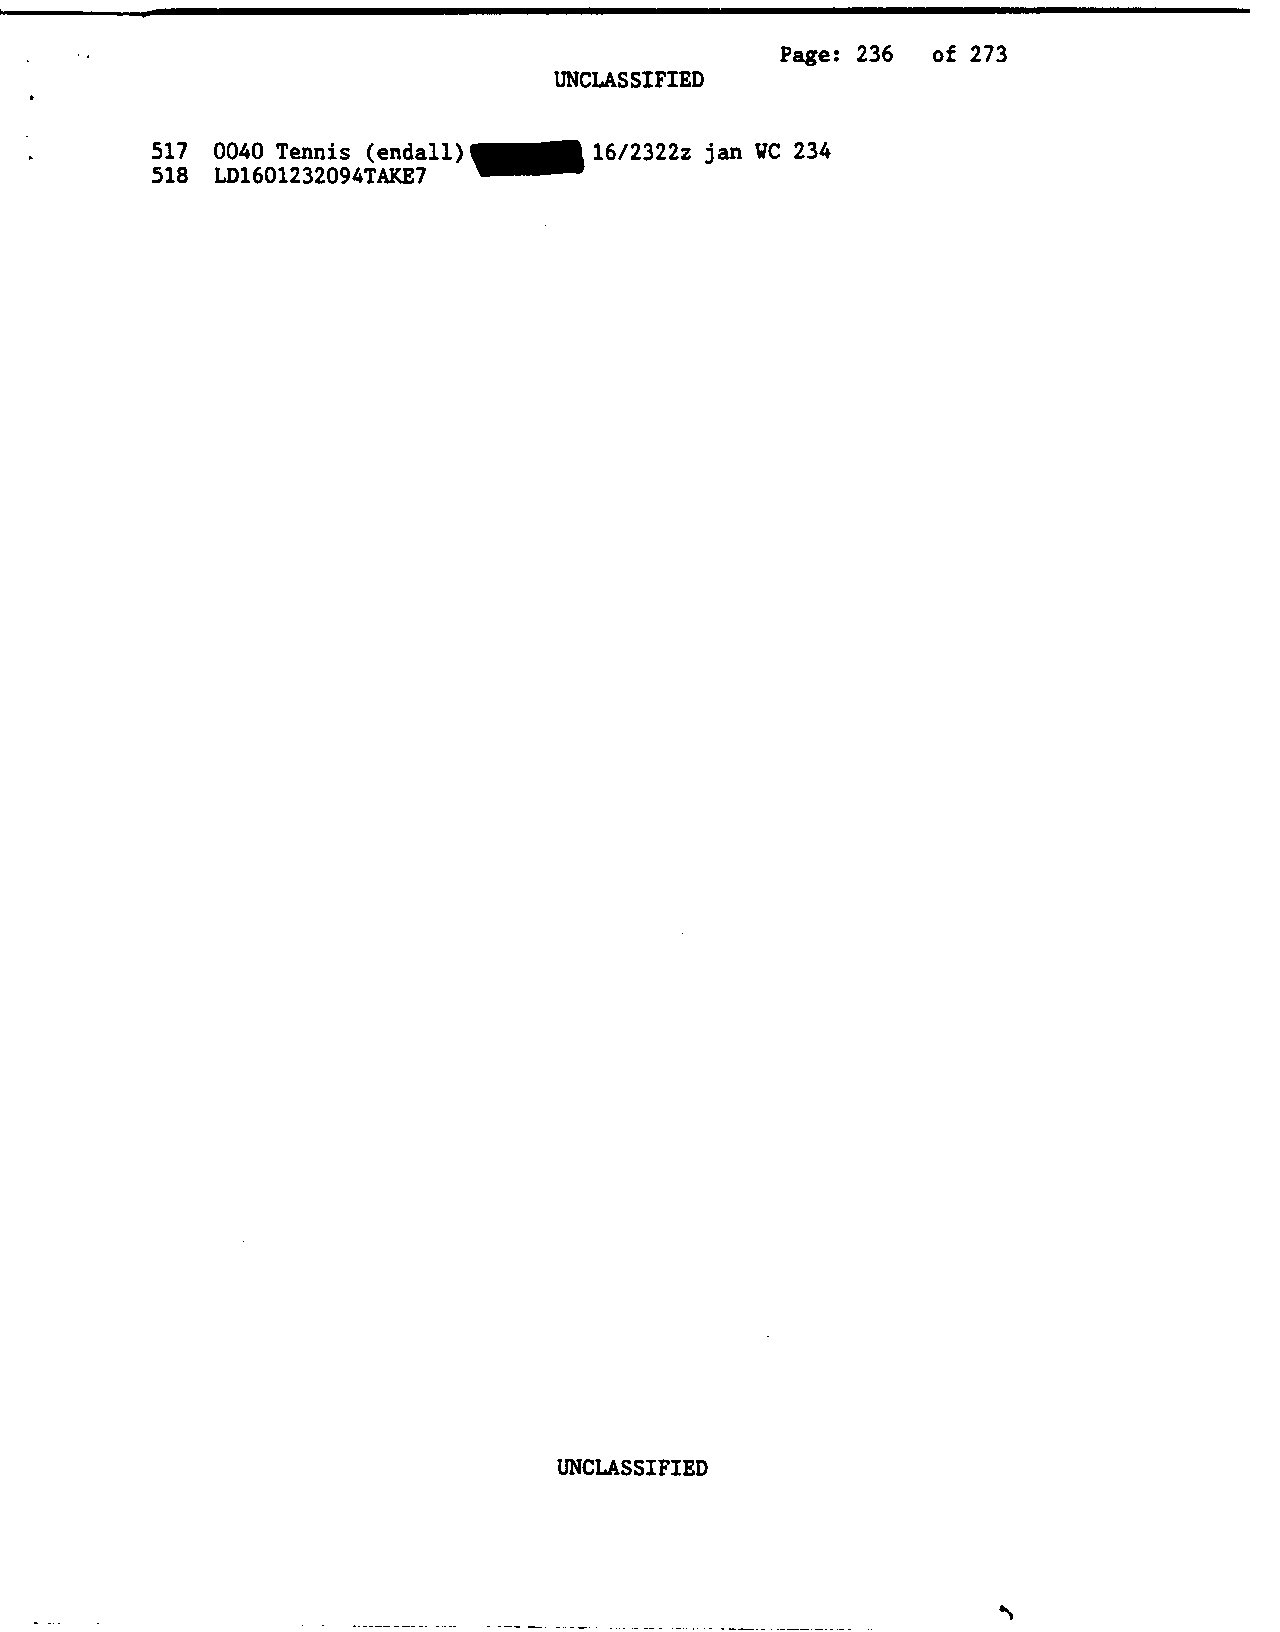 Page: 236 of 273
UNCLASSIFIED
517 0040 Tennis (endall) 16/2322z jan WC 234
518 LD1601232094TAKE7
UNCLASSIFIED